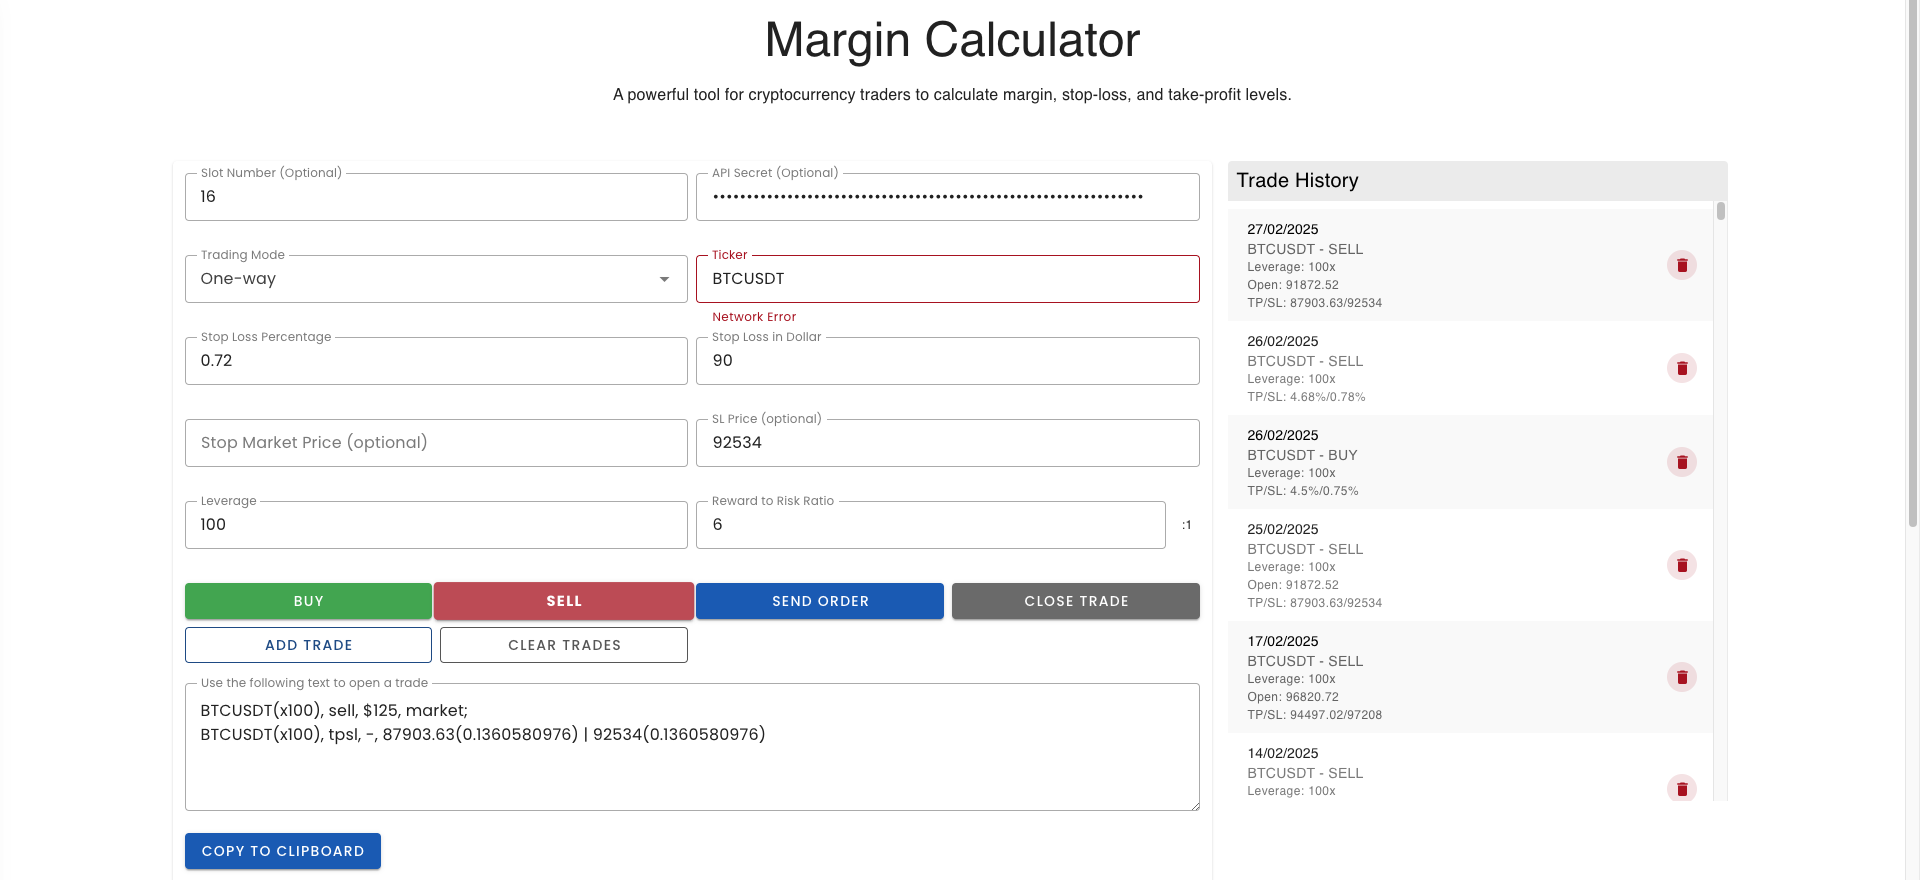 Margin Calculator
A powerful tool for cryptocurrency traders to calculate margin, stop-loss, and take-profit levels.
Slot Number (Optional)
16
API Secret (Optional)
••••••••••••••••••••••••••••••••••••••••••••••••••••••••••••••••
Trading Mode
One-way
Ticker
BTCUSDT
Network Error
Stop Loss Percentage
0.72
Stop Loss in Dollar
90
Stop Market Price (optional)
SL Price (optional)
92534
Leverage
100
Reward to Risk Ratio
6
:1
BUY
SELL
SEND ORDER
CLOSE TRADE
ADD TRADE
CLEAR TRADES
Use the following text to open a trade
BTCUSDT(x100), sell, $125, market;
BTCUSDT(x100), tpsl, -, 87903.63(0.1360580976) | 92534(0.1360580976)
COPY TO CLIPBOARD
Trade History
27/02/2025
BTCUSDT - SELL
Leverage: 100x
Open: 91872.52
TP/SL: 87903.63/92534
26/02/2025
BTCUSDT - SELL
Leverage: 100x
TP/SL: 4.68%/0.78%
26/02/2025
BTCUSDT - BUY
Leverage: 100x
TP/SL: 4.5%/0.75%
25/02/2025
BTCUSDT - SELL
Leverage: 100x
Open: 91872.52
TP/SL: 87903.63/92534
17/02/2025
BTCUSDT - SELL
Leverage: 100x
Open: 96820.72
TP/SL: 94497.02/97208
14/02/2025
BTCUSDT - SELL
Leverage: 100x